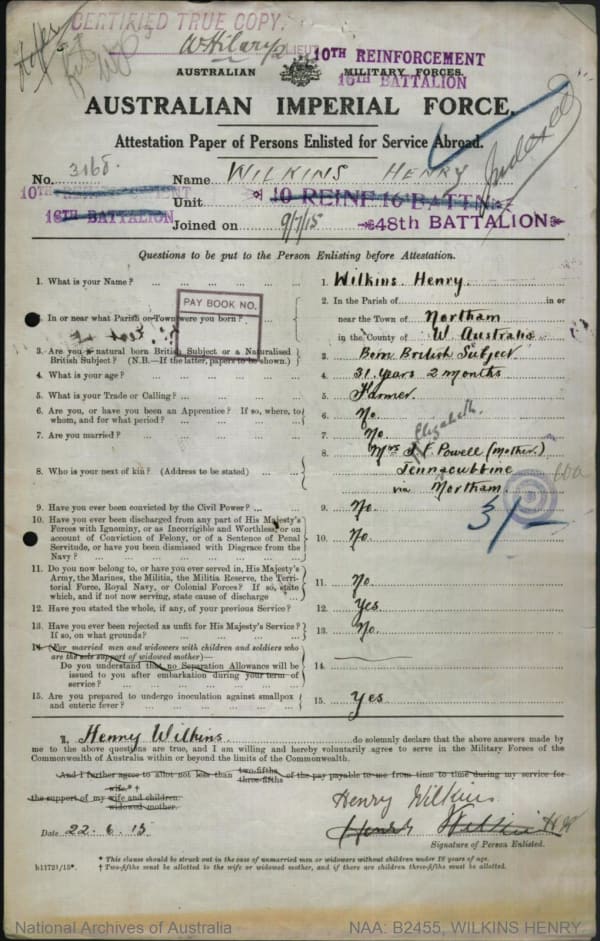 CERTIFIED TRUE COPY.
W Hilary LIEUT
10TH REINFORCEMENT
16TH BATTALION
AUSTRALIAN MILITARY FORCES.
AUSTRALIAN IMPERIAL FORCE.
Attestation Paper of Persons Enlisted for Service Abroad.
Indexed
No. 3168. Name WILKINS HENRY
10TH REINFORCEMENT
16TH BATTALION
Unit 10 REINF 16 BATTN
Joined on 9/7/15 48th BATTALION
Questions to be put to the Person Enlisting before Attestation.
1. What is your Name? ... 1. Wilkins Henry
PAY BOOK NO.
2. In or near what Parish or Town were you born? ... 2. In the Parish of in or
near the Town of Northam
in the County of W. Australia
3. Are you a natural born British Subject or a Naturalised
British Subject? (N.B.—If the latter, papers to be shown.) 3. Born British Subject
4. What is your age? ... 4. 31 Years 2 months
5. What is your Trade or Calling? ... 5. Farmer.
6. Are you, or have you been an Apprentice? If so, where, to
whom, and for what period? ... 6. No
7. Are you married? ... 7. No
Elizabeth.
8. Who is your next of kin? (Address to be stated) ... 8. Mrs J. F. Powell (Mother.)
Jennacubbine
via Northam.
9. Have you ever been convicted by the Civil Power? ... 9. No.
3/-
10. Have you ever been discharged from any part of His Majesty's
Forces with Ignominy, or as Incorrigible and Worthless, or on
account of Conviction of Felony, or of a Sentence of Penal
Servitude, or have you been dismissed with Disgrace from the
Navy? ... 10. No.
11. Do you now belong to, or have you ever served in, His Majesty's
Army, the Marines, the Militia, the Militia Reserve, the Terri-
torial Force, Royal Navy, or Colonial Forces? If so, state
which, and if not now serving, state cause of discharge 11. No
12. Have you stated the whole, if any, of your previous Service? 12. Yes
13. Have you ever been rejected as unfit for His Majesty's Service?
If so, on what grounds? 13. No.
14. (For married men and widowers with children and soldiers who
are the sole support of widowed mother)—
Do you understand that no Separation Allowance will be
issued to you after embarkation during your term of
service? ... 14.
15. Are you prepared to undergo inoculation against smallpox
and enteric fever? ... 15. Yes
I, Henry Wilkins do solemnly declare that the above answers made by
me to the above questions are true, and I am willing and hereby voluntarily agree to serve in the Military Forces of the
Commonwealth of Australia within or beyond the limits of the Commonwealth.
And I further agree to allot not less than two-fifths three-fifths of the pay payable to me from time to time during my service for
the support of my wife*† wife and children. widowed mother.
Henry Wilkins
Date 22.6.15 Henry Wilkins HW
Signature of Person Enlisted.
* This clause should be struck out in the case of unmarried men or widowers without children under 18 years of age.
h11723/15*. † Two-fifths must be allotted to the wife or widowed mother, and if there are children three-fifths must be allotted.
National Archives of Australia NAA: B2455, WILKINS HENRY